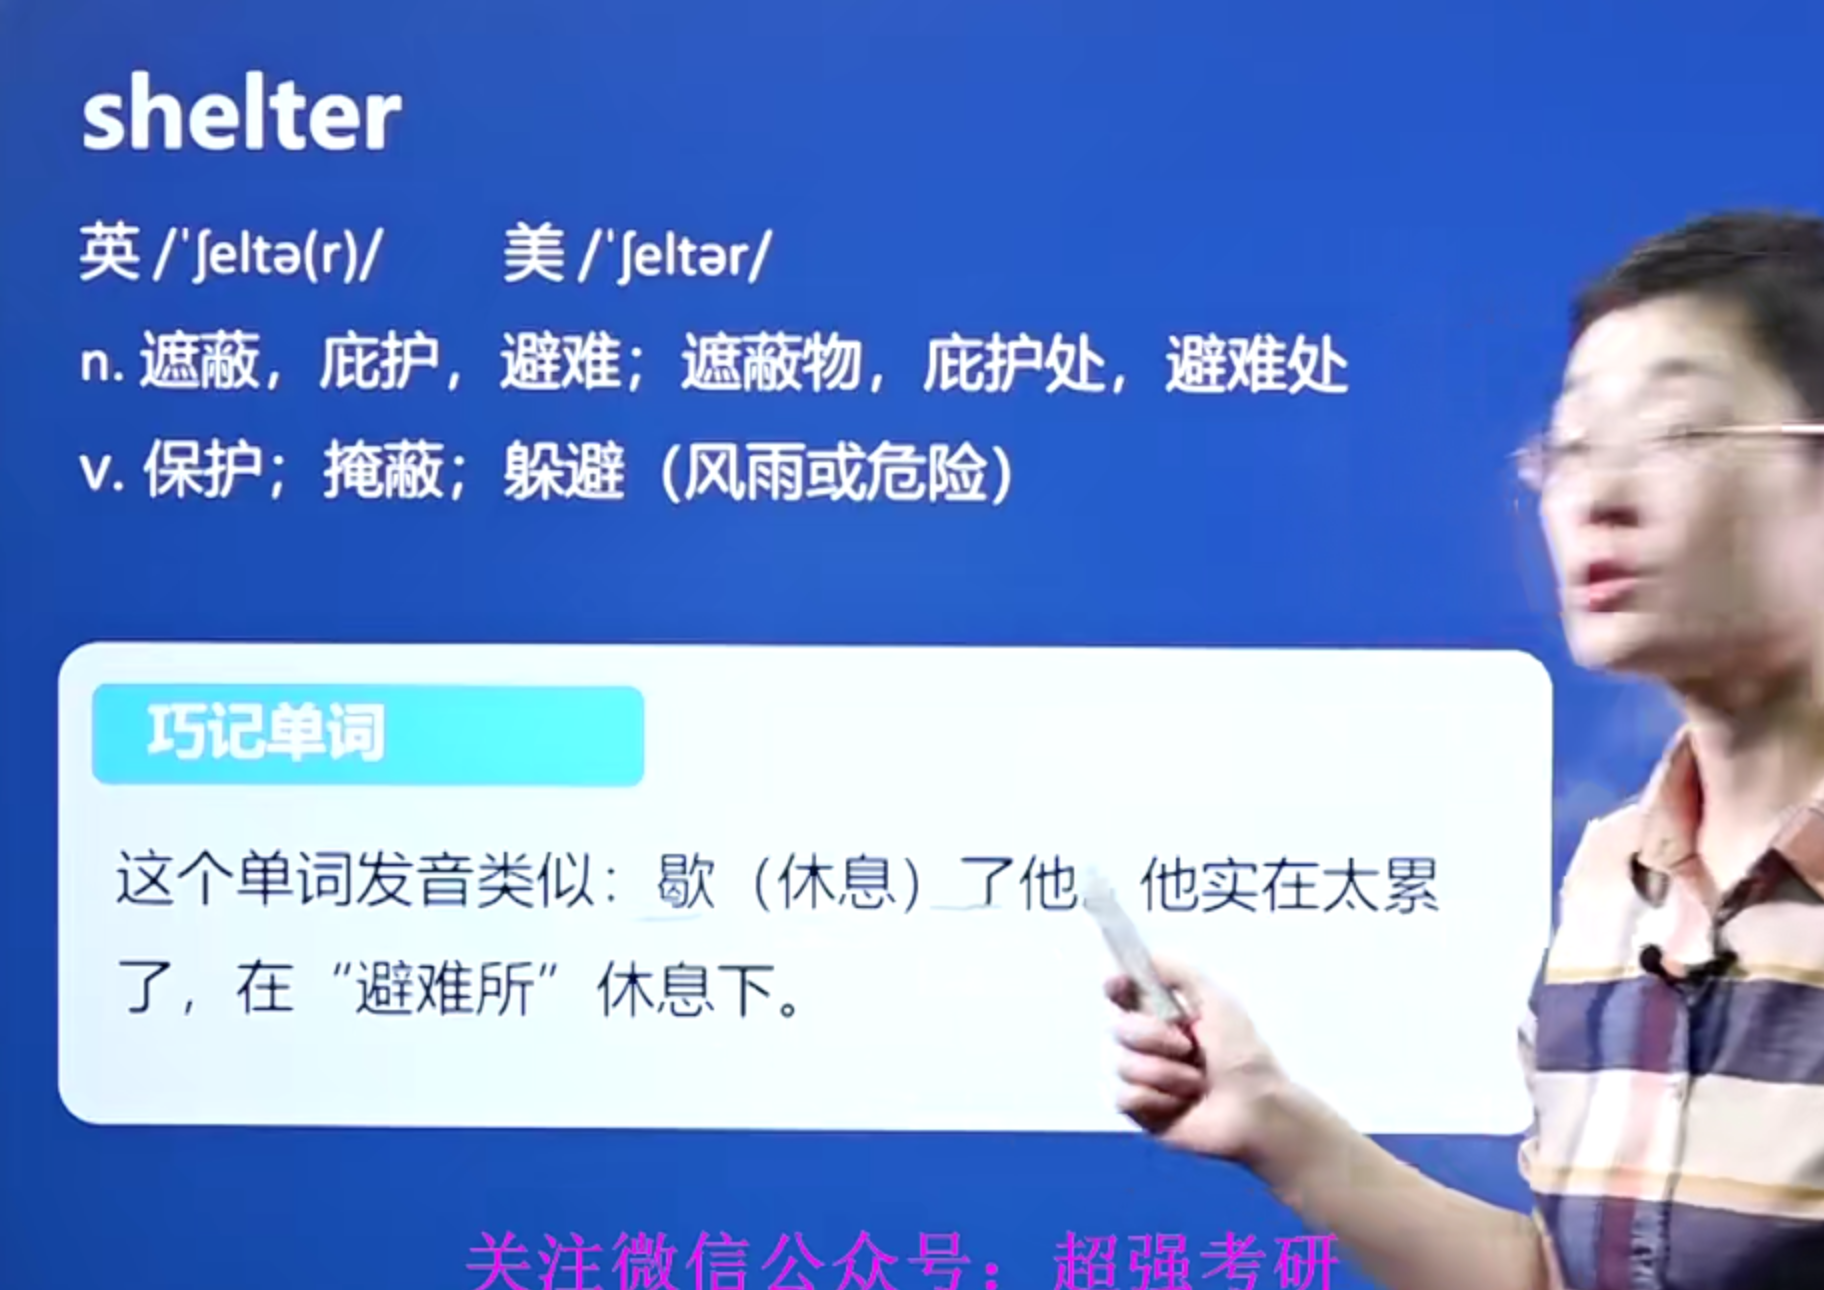 shelter
英 /ˈʃeltə(r)/ 美 /ˈʃeltər/
n. 遮蔽，庇护，避难；遮蔽物，庇护处，避难处
v. 保护；掩蔽；躲避（风雨或危险）
巧记单词
这个单词发音类似：歇（休息）了他。他实在太累
了，在“避难所”休息下。
关注微信公众号：超强考研